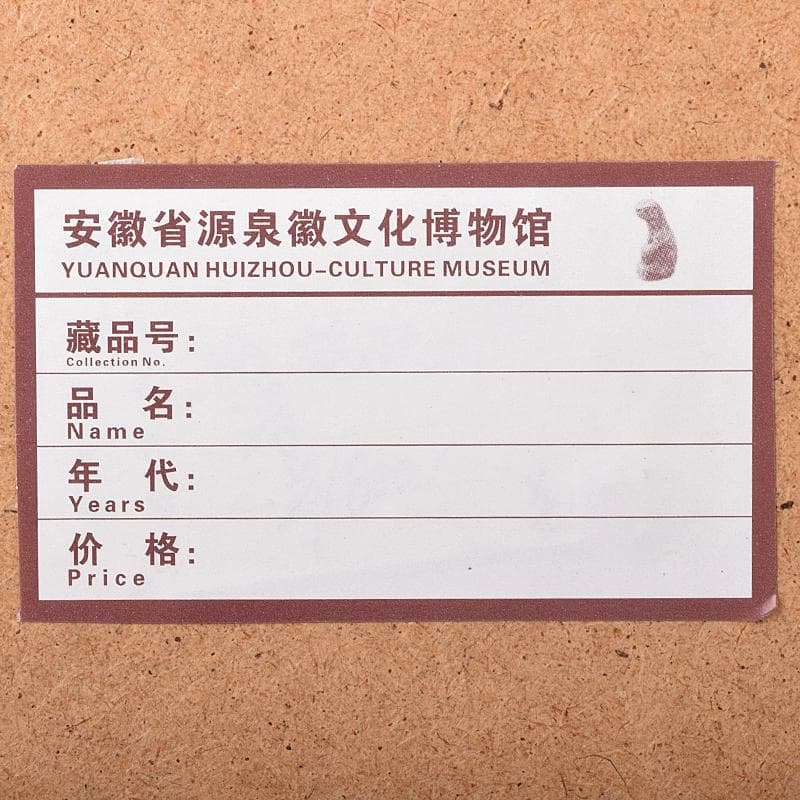 安徽省源泉徽文化博物馆
YUANQUAN HUIZHOU-CULTURE MUSEUM
藏品号:
Collection No.
品 名:
Name
年 代:
Years
价 格:
Price